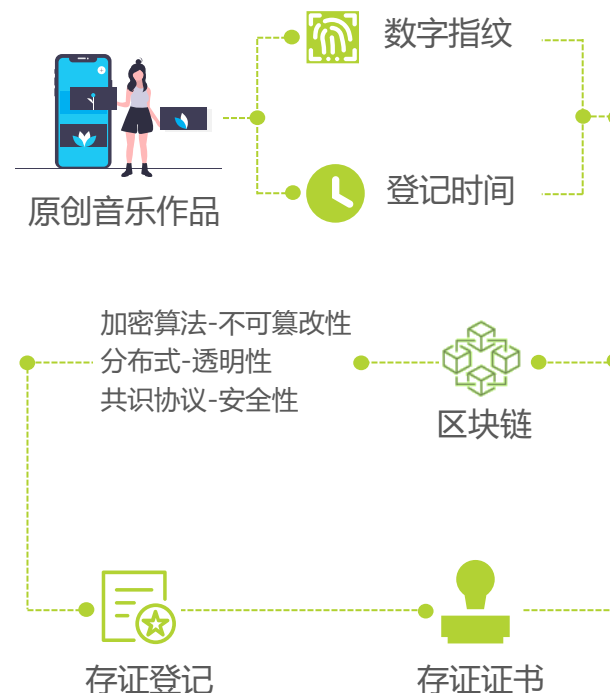 数字指纹
登记时间
原创音乐作品
加密算法-不可篡改性
分布式-透明性
共识协议-安全性
区块链
存证登记
存证证书